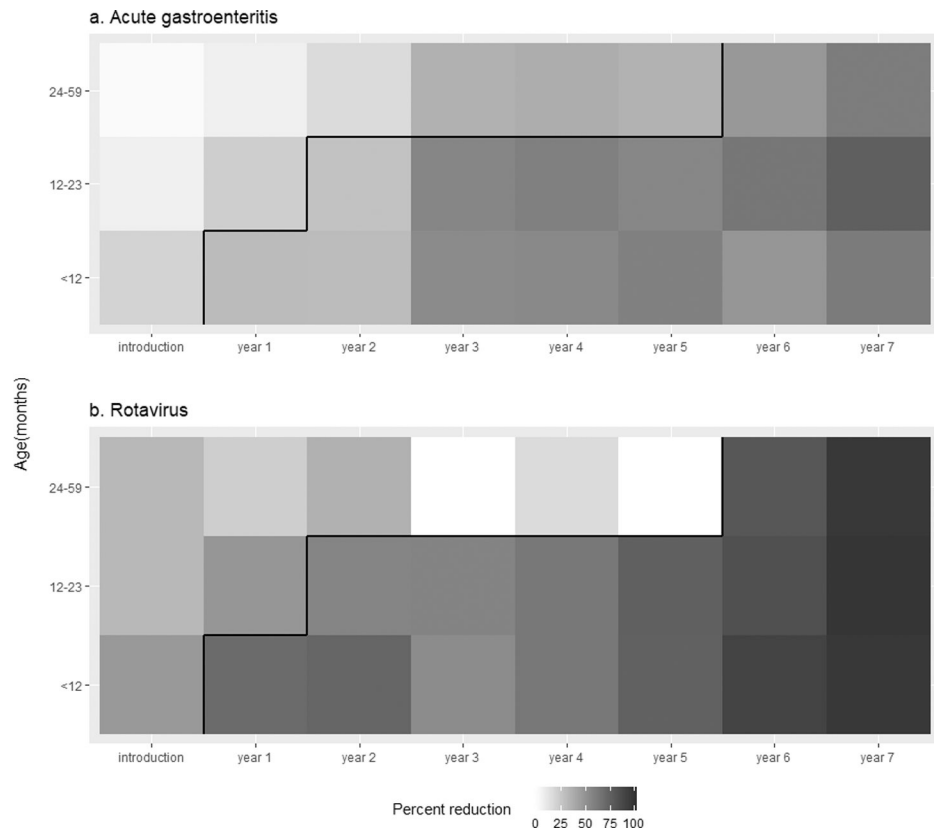 a. Acute gastroenteritis
24-59
12-23
<12
introduction year 1 year 2 year 3 year 4 year 5 year 6 year 7
Age(months)
b. Rotavirus
24-59
12-23
<12
introduction year 1 year 2 year 3 year 4 year 5 year 6 year 7
Percent reduction
0 25 50 75 100